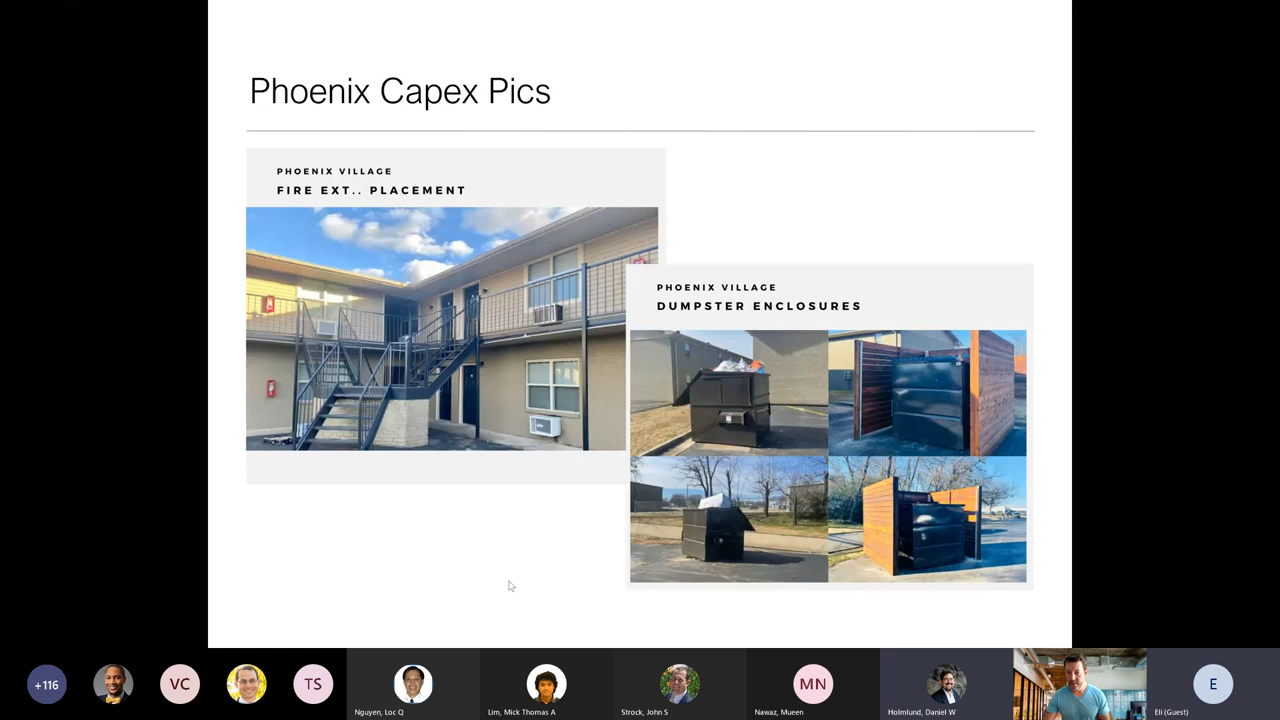 Phoenix Capex Pics
PHOENIX VILLAGE
FIRE EXT.. PLACEMENT
PHOENIX VILLAGE
DUMPSTER ENCLOSURES
+116
VC
TS
MN
E
Nguyen, Loc Q
Lim, Mick Thomas A
Strock, John S
Nawaz, Mueen
Holmlund, Daniel W
Eli (Guest)